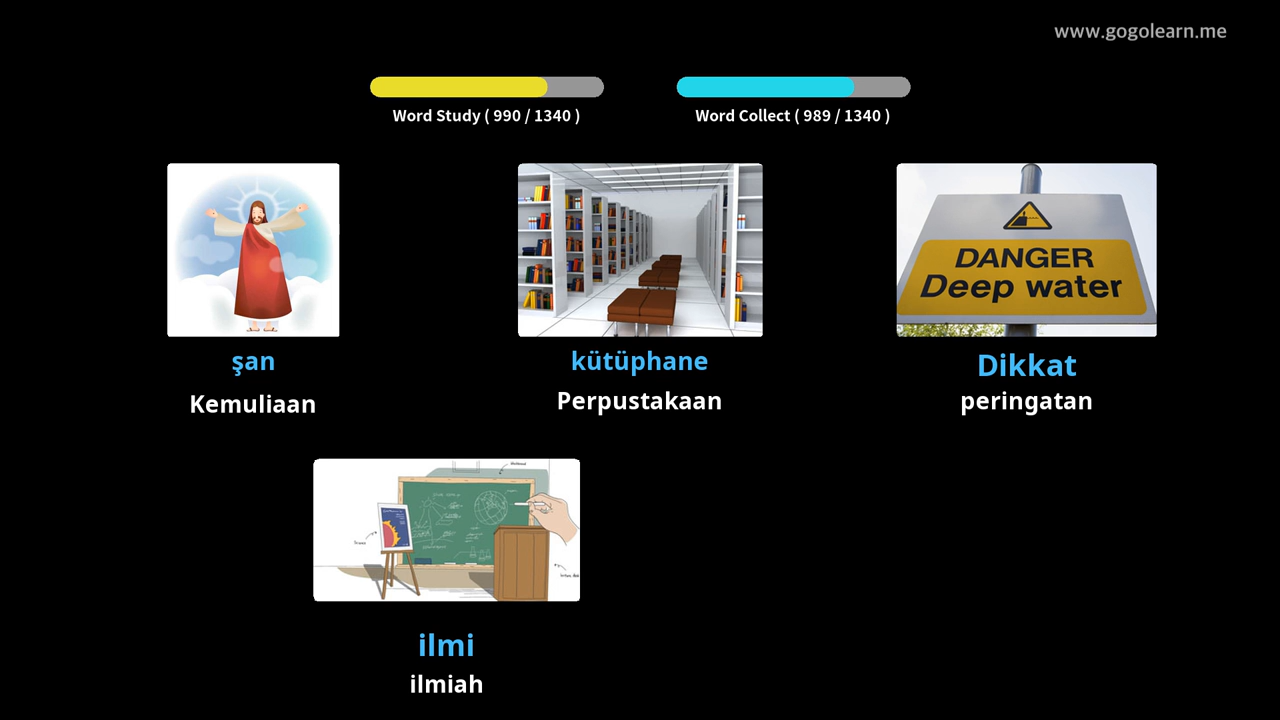 www.gogolearn.me
Word Study ( 990 / 1340 )
Word Collect ( 989 / 1340 )
DANGER
Deep water
şan
Kemuliaan
kütüphane
Perpustakaan
Dikkat
peringatan
ilmi
ilmiah